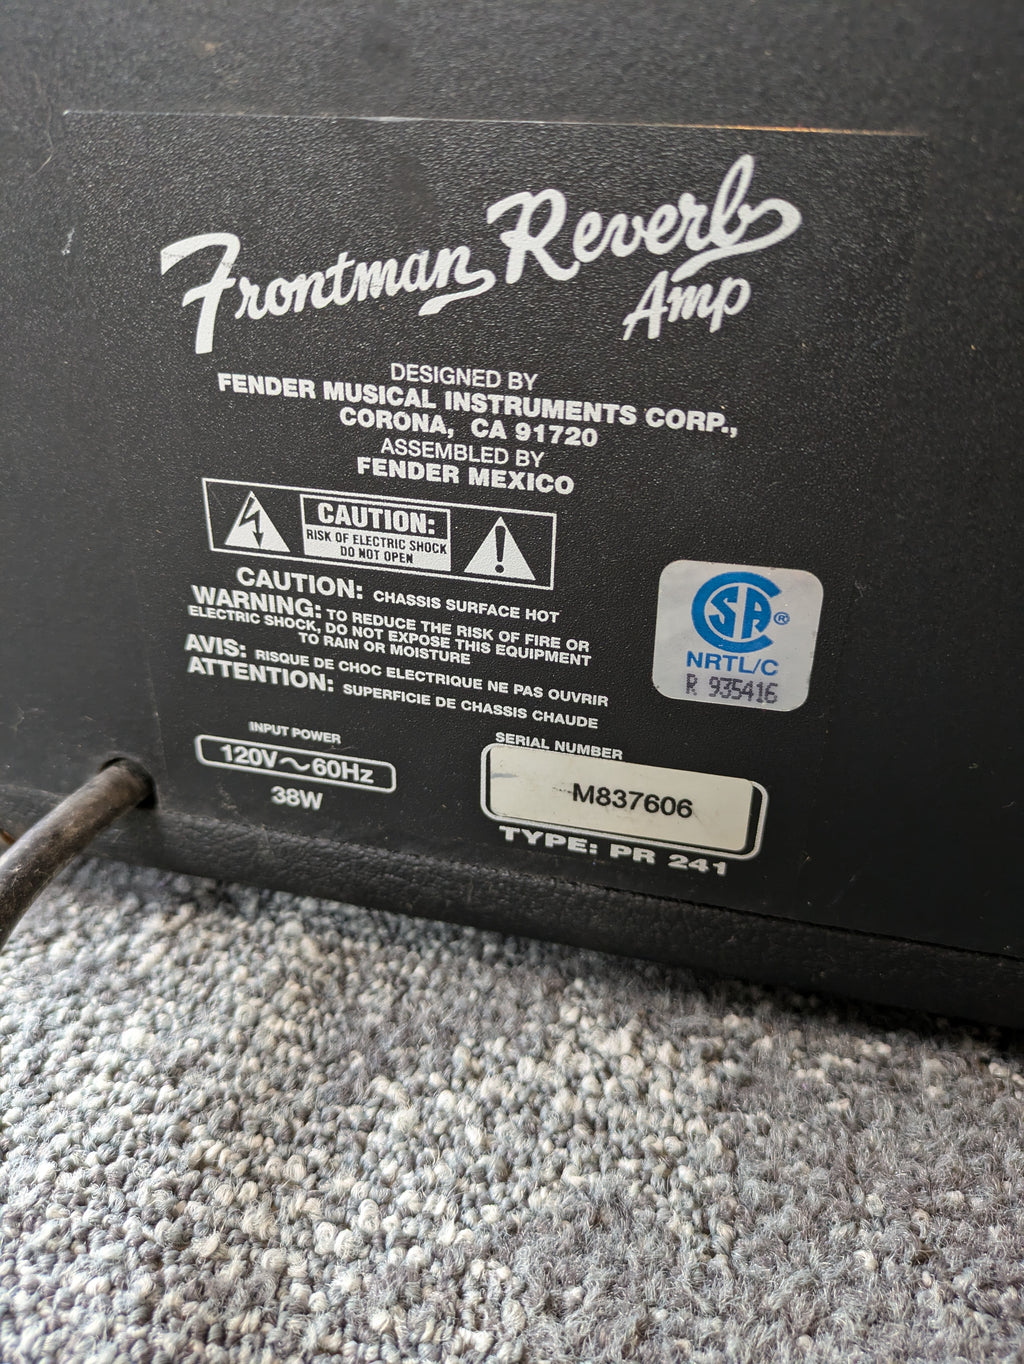 Frontman Reverb
Amp
DESIGNED BY
FENDER MUSICAL INSTRUMENTS CORP.,
CORONA, CA 91720
ASSEMBLED BY
FENDER MEXICO
CAUTION:
RISK OF ELECTRIC SHOCK
DO NOT OPEN
CAUTION: CHASSIS SURFACE HOT
WARNING: TO REDUCE THE RISK OF FIRE OR
ELECTRIC SHOCK, DO NOT EXPOSE THIS EQUIPMENT
TO RAIN OR MOISTURE
AVIS: RISQUE DE CHOC ELECTRIQUE NE PAS OUVRIR
ATTENTION: SUPERFICIE DE CHASSIS CHAUDE
SA®
NRTL/C
R 935416
INPUT POWER
120V~60Hz
38W
SERIAL NUMBER
M837606
TYPE: PR 241